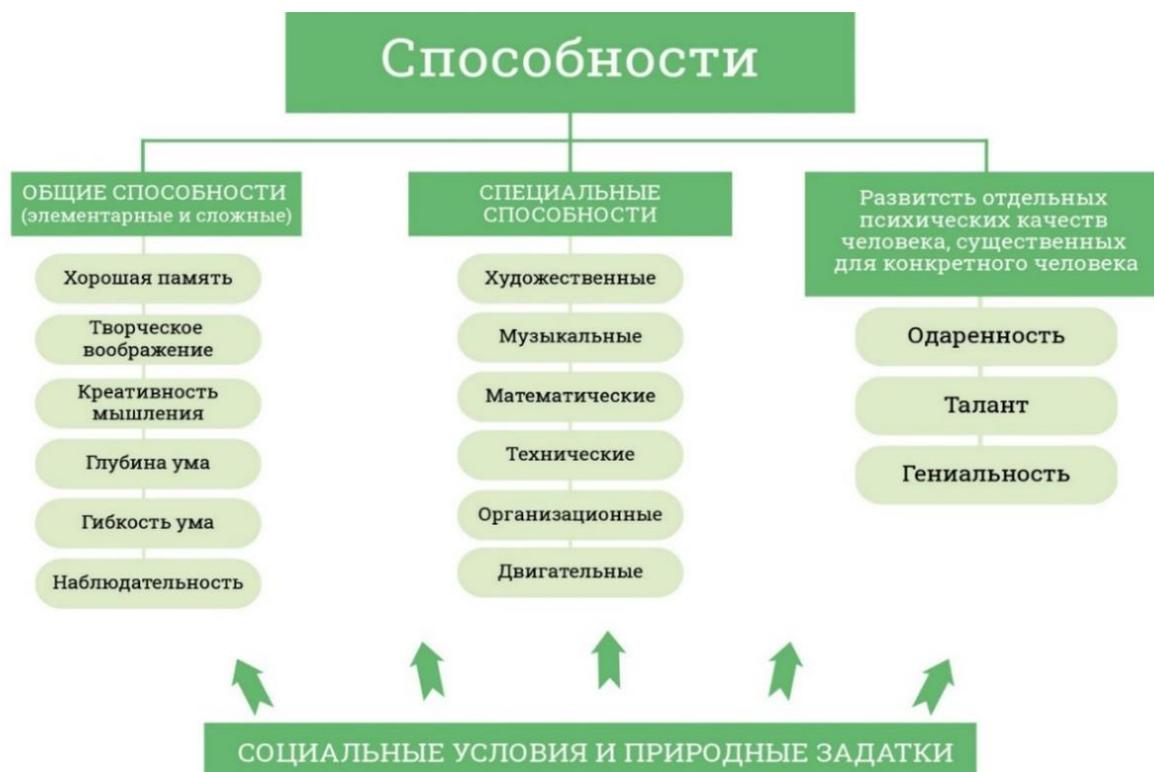 Способности
ОБЩИЕ СПОСОБНОСТИ
(элементарные и сложные)
Хорошая память
Творческое
воображение
Креативность
мышления
Глубина ума
Гибкость ума
Наблюдательность
СПЕЦИАЛЬНЫЕ
СПОСОБНОСТИ
Художественные
Музыкальные
Математические
Технические
Организационные
Двигательные
Развитсть отдельных
психических качеств
человека, существенных
для конкретного человека
Одаренность
Талант
Гениальность
СОЦИАЛЬНЫЕ УСЛОВИЯ И ПРИРОДНЫЕ ЗАДАТКИ